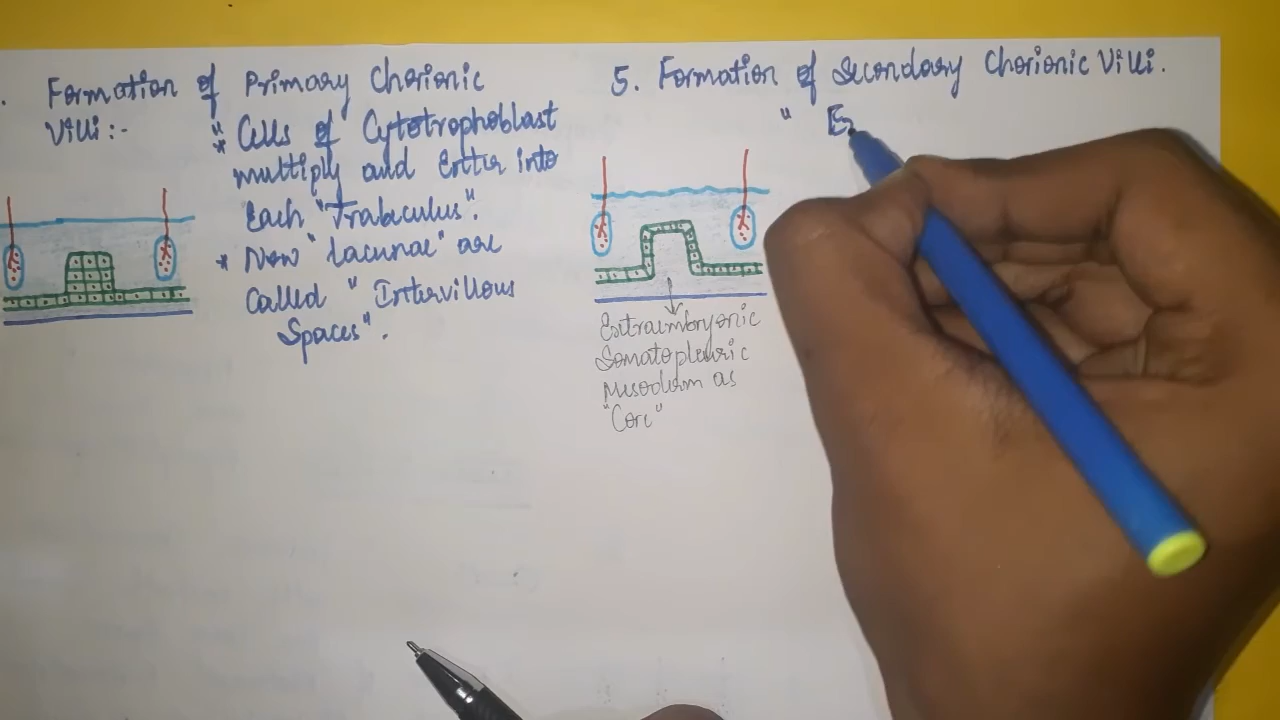 . Formation of Primary Chorionic
Villi :-
" Cells of Cytotrophoblast
multiply and Enter into
Each "Trabaculus".
* Now "lacunae" are
Called "Intervillous
Spaces".
5. Formation of Secondary Chorionic Villi.
" E
Extraembryonic
Somatopleuric
Mesoderm as
"Core"